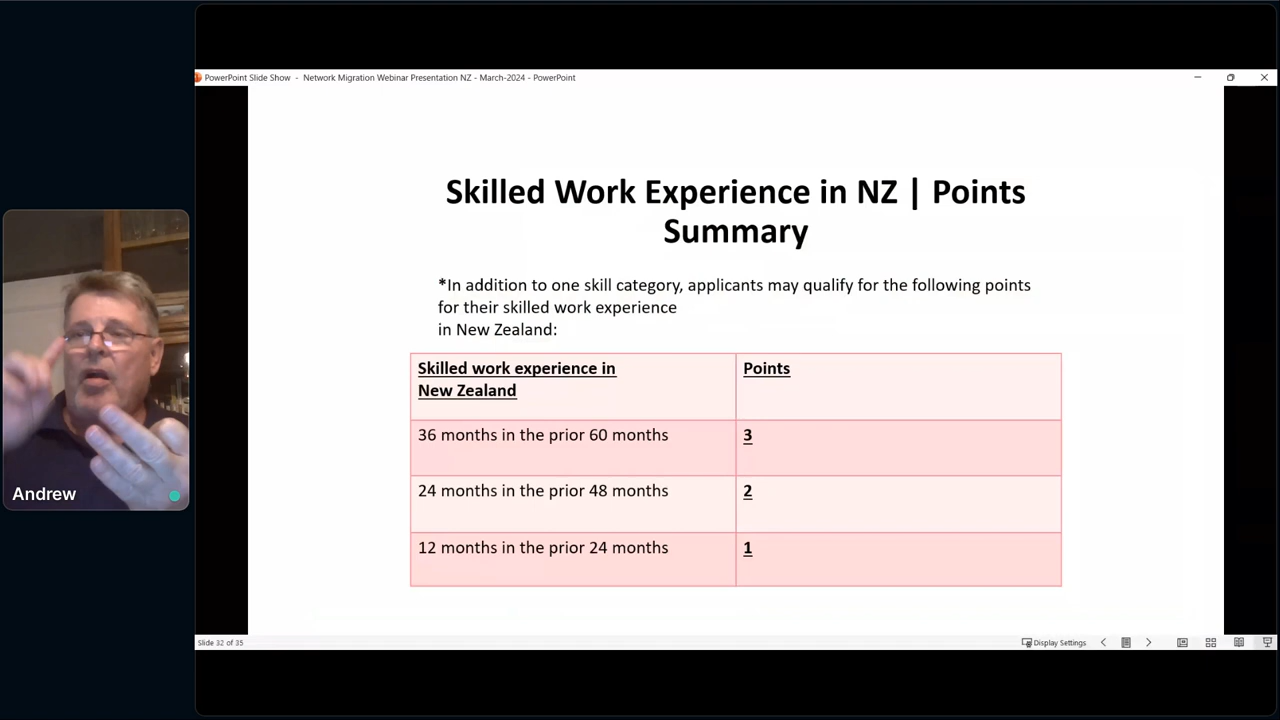 PowerPoint Slide Show - Network Migration Webinar Presentation NZ - March-2024 - PowerPoint
Skilled Work Experience in NZ | Points
Summary
*In addition to one skill category, applicants may qualify for the following points
for their skilled work experience
in New Zealand:
Skilled work experience in
New Zealand
Points
36 months in the prior 60 months
3
24 months in the prior 48 months
2
12 months in the prior 24 months
1
Andrew
Slide 32 of 35
Display Settings